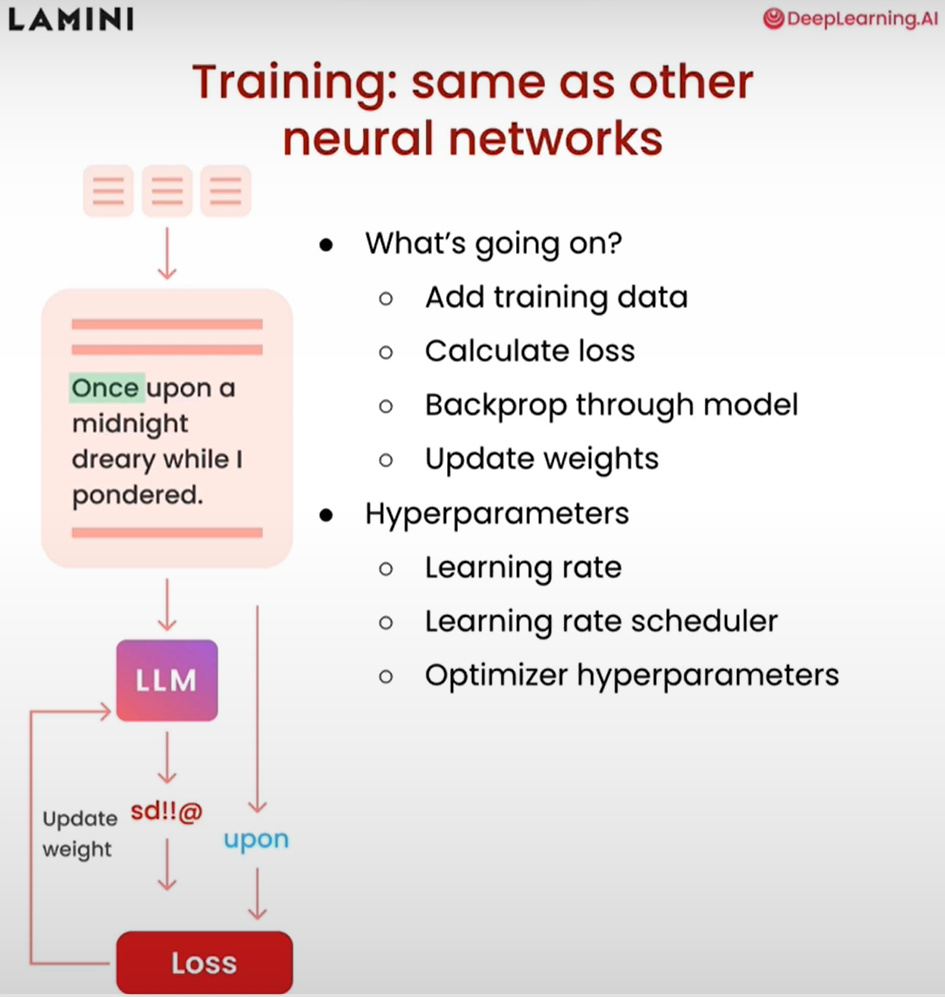 LAMINI
DeepLearning.AI
Training: same as other
neural networks
Once upon a
midnight
dreary while I
pondered.
LLM
Update
weight
sd!!@
upon
Loss
● What's going on?
○ Add training data
○ Calculate loss
○ Backprop through model
○ Update weights
● Hyperparameters
○ Learning rate
○ Learning rate scheduler
○ Optimizer hyperparameters